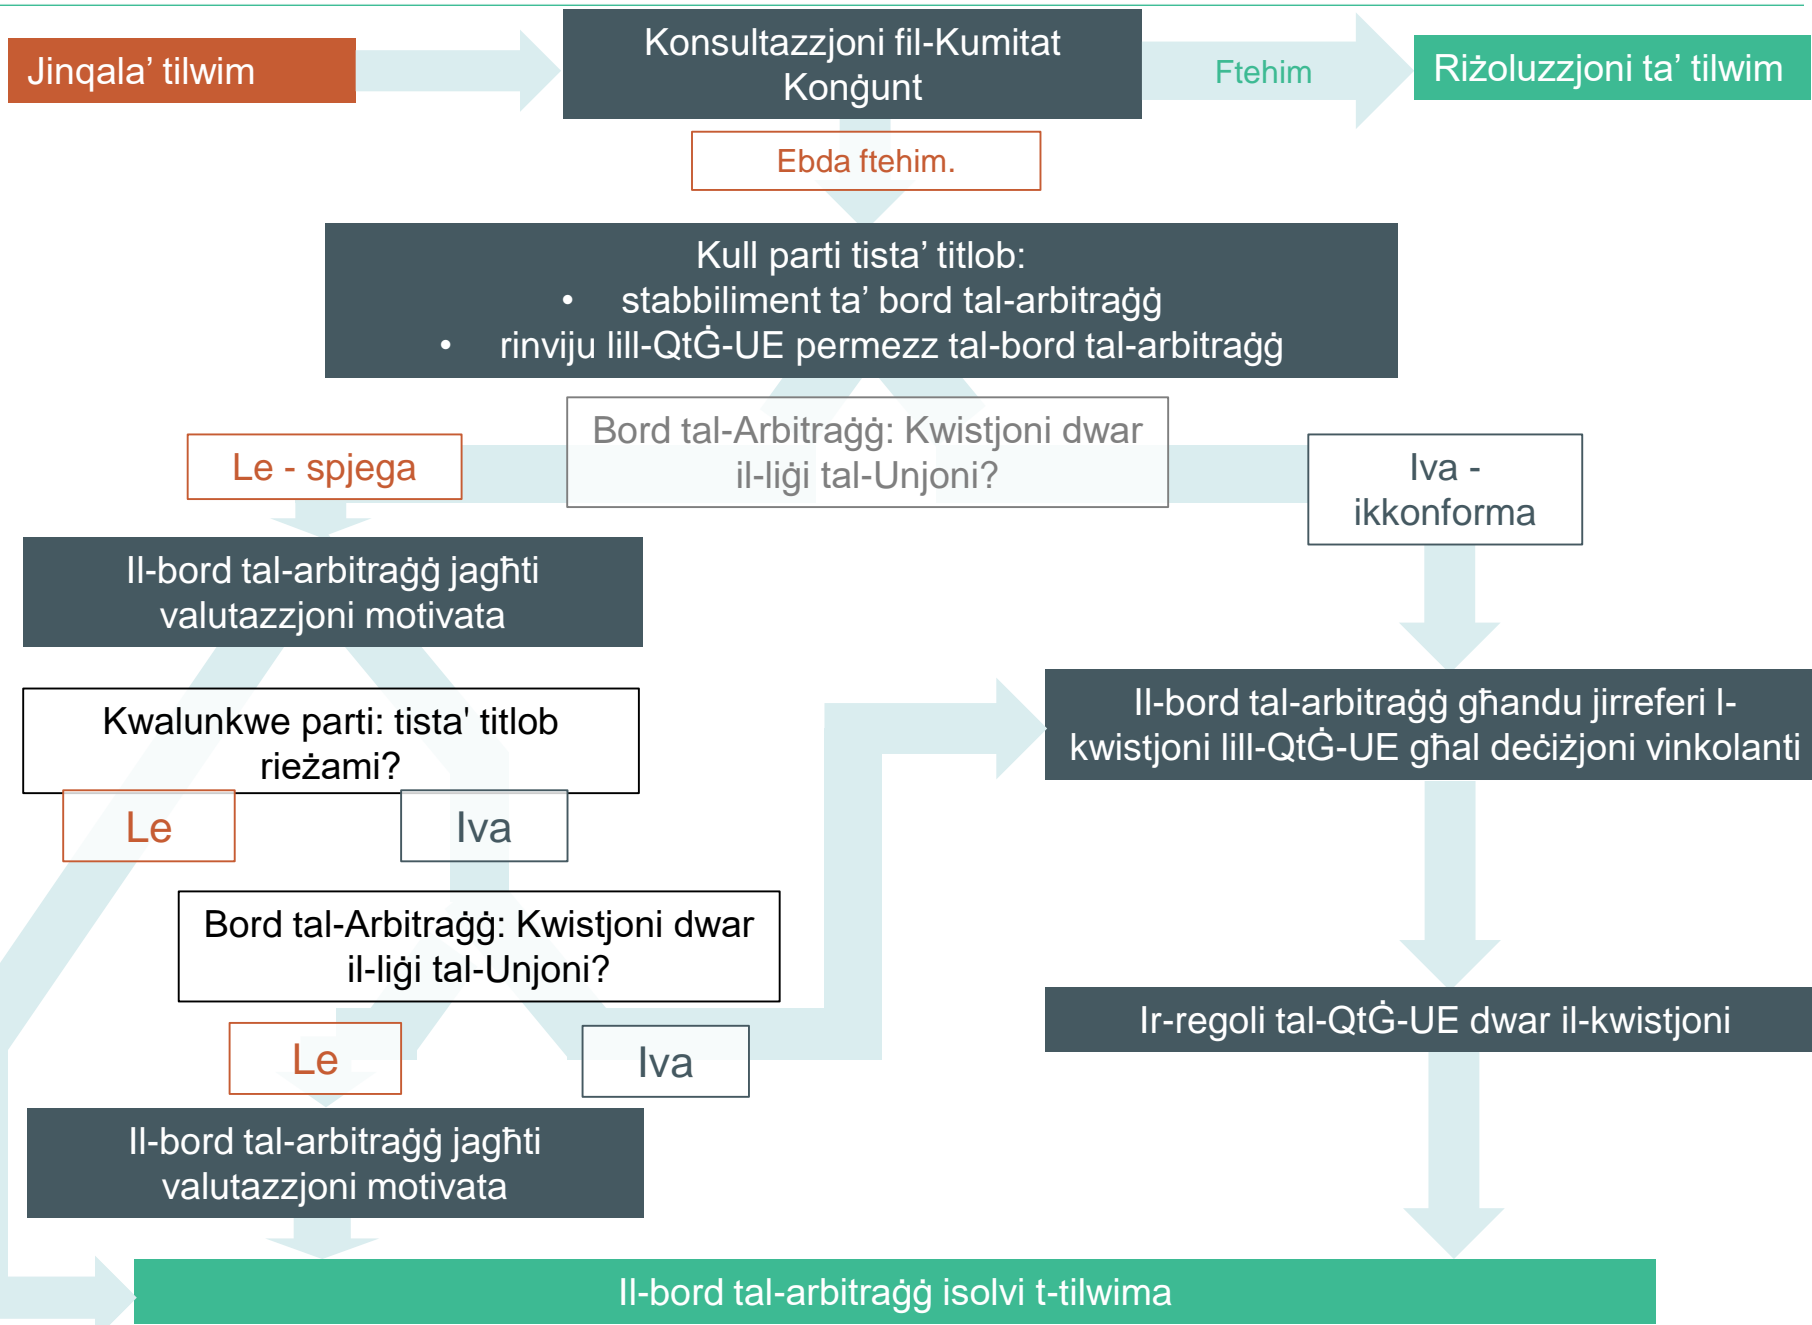 Jinqala’ tilwim
Konsultazzjoni fil-Kumitat
Konġunt
Ftehim
Riżoluzzjoni ta’ tilwim
Ebda ftehim.
Kull parti tista’ titlob:
• stabbiliment ta’ bord tal-arbitraġġ
• rinviju lill-QtĠ-UE permezz tal-bord tal-arbitraġġ
Bord tal-Arbitraġġ: Kwistjoni dwar
il-liġi tal-Unjoni?
Le - spjega
Iva -
ikkonforma
Il-bord tal-arbitraġġ jagħti
valutazzjoni motivata
Kwalunkwe parti: tista' titlob
rieżami?
Il-bord tal-arbitraġġ għandu jirreferi l-
kwistjoni lill-QtĠ-UE għal deċiżjoni vinkolanti
Le
Iva
Bord tal-Arbitraġġ: Kwistjoni dwar
il-liġi tal-Unjoni?
Ir-regoli tal-QtĠ-UE dwar il-kwistjoni
Le
Iva
Il-bord tal-arbitraġġ jagħti
valutazzjoni motivata
Il-bord tal-arbitraġġ isolvi t-tilwima